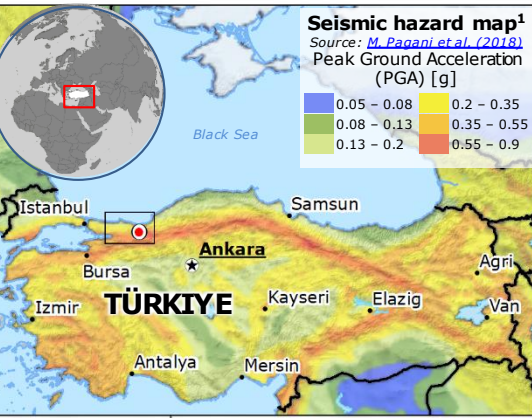 Seismic hazard map¹
Source: M. Pagani et al. (2018)
Peak Ground Acceleration
(PGA) [g]
0.05 – 0.08
0.2 – 0.35
0.08 – 0.13
0.35 – 0.55
0.13 – 0.2
0.55 – 0.9
Black Sea
Istanbul
Samsun
Ankara
Bursa
Agri
TÜRKIYE
Kayseri
Elazig
Izmir
Van
Antalya
Mersin